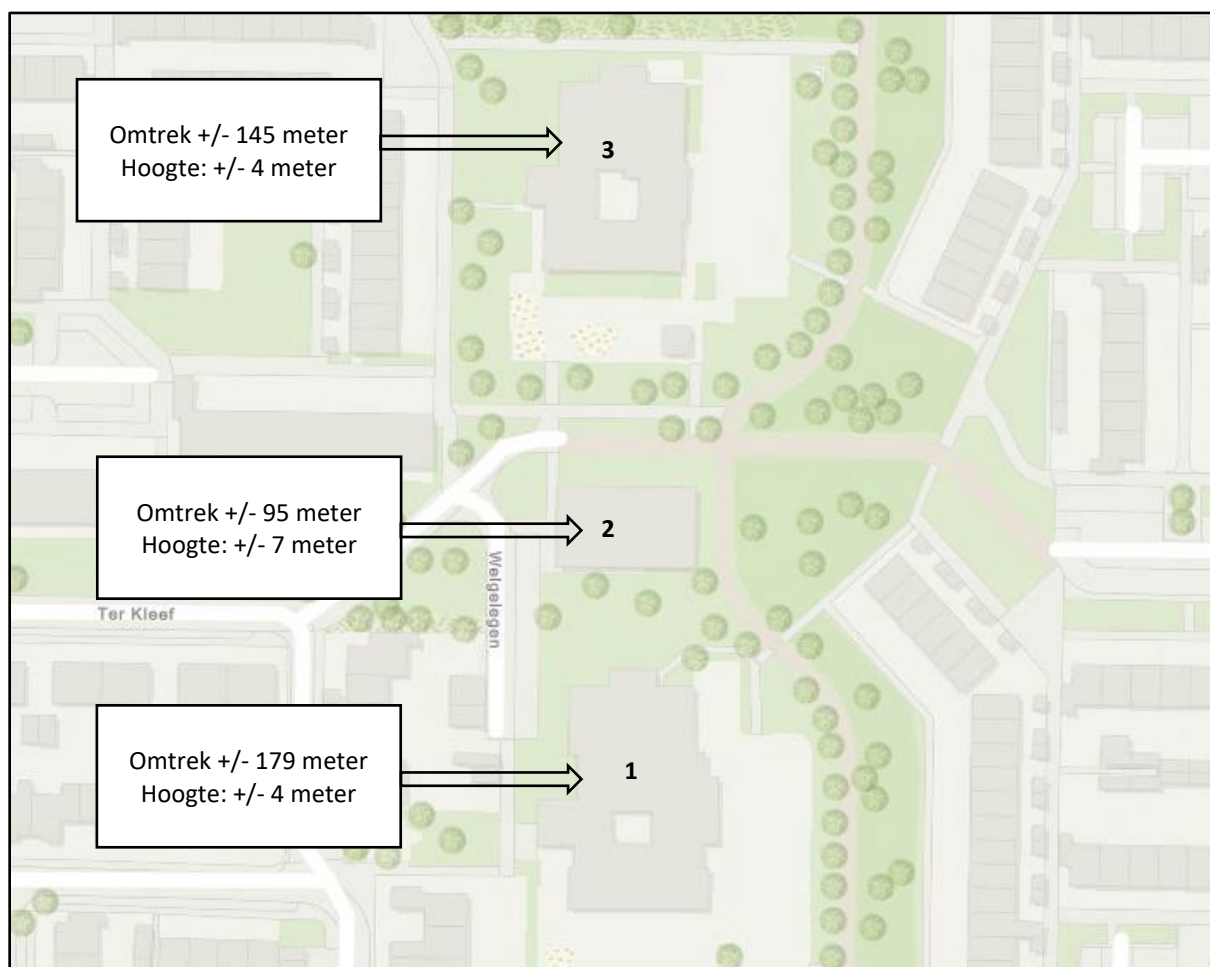 Omtrek +/- 145 meter
Hoogte: +/- 4 meter
3
Omtrek +/- 95 meter
Hoogte: +/- 7 meter
2
Welgelegen
Ter Kleef
Omtrek +/- 179 meter
Hoogte: +/- 4 meter
1